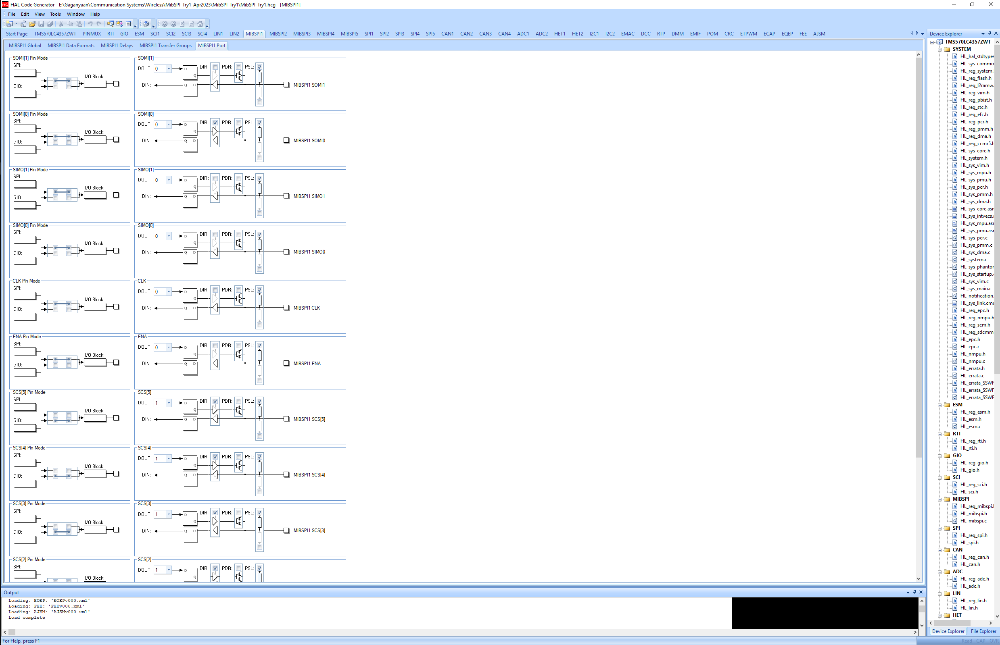 HAL Code Generator - E:\Gaganyaan\Communication Systems\Wireless\MibSPI_Try1_Apr2023\MibSPI_Try1\MibSPI_Try1.hcg - [MIBSPI1]
File Edit View Tools Window Help
Start Page TMS570LC4357ZWT PINMUX RTI GIO ESM SCI1 SCI2 SCI3 SCI4 LIN1 LIN2 MIBSPI1 MIBSPI2 MIBSPI3 MIBSPI4 MIBSPI5 SPI1 SPI2 SPI3 SPI4 SPI5 CAN1 CAN2 CAN3 CAN4 ADC1 ADC2 HET1 HET2 I2C1 I2C2 EMAC DCC RTP DMM EMIF POM CRC ETPWM ECAP EQEP FEE AJSM
MIBSPI1 Global MIBSPI1 Data Formats MIBSPI1 Delays MIBSPI1 Transfer Groups MIBSPI1 Port
SOMI[1] Pin Mode
SPI:
GIO:
I/O Block:
SOMI[1]
DOUT: 0 D Q DIR: PDR: PSL:
DIN: Q D MIBSPI1 SOMI1
SOMI[0] Pin Mode
SPI:
GIO:
I/O Block:
SOMI[0]
DOUT: 0 D Q DIR: PDR: PSL:
DIN: Q D MIBSPI1 SOMI0
SIMO[1] Pin Mode
SPI:
GIO:
I/O Block:
SIMO[1]
DOUT: 0 D Q DIR: PDR: PSL:
DIN: Q D MIBSPI1 SIMO1
SIMO[0] Pin Mode
SPI:
GIO:
I/O Block:
SIMO[0]
DOUT: 0 D Q DIR: PDR: PSL:
DIN: Q D MIBSPI1 SIMO0
CLK Pin Mode
SPI:
GIO:
I/O Block:
CLK
DOUT: 0 D Q DIR: PDR: PSL:
DIN: Q D MIBSPI1 CLK
ENA Pin Mode
SPI:
GIO:
I/O Block:
ENA
DOUT: 0 D Q DIR: PDR: PSL:
DIN: Q D MIBSPI1 ENA
SCS[5] Pin Mode
SPI:
GIO:
I/O Block:
SCS[5]
DOUT: 1 D Q DIR: PDR: PSL:
DIN: Q D MIBSPI1 SCS[5]
SCS[4] Pin Mode
SPI:
GIO:
I/O Block:
SCS[4]
DOUT: 1 D Q DIR: PDR: PSL:
DIN: Q D MIBSPI1 SCS[4]
SCS[3] Pin Mode
SPI:
GIO:
I/O Block:
SCS[3]
DOUT: 1 D Q DIR: PDR: PSL:
DIN: Q D MIBSPI1 SCS[3]
SCS[2] Pin Mode
SPI:
I/O Block:
SCS[2]
DOUT: 1 D Q DIR: PDR: PSL:
Device Explorer
TMS570LC4357ZWT
SYSTEM
HL_hal_stdtypes
HL_sys_commo
HL_reg_system.
HL_reg_flash.h
HL_reg_l2ramw.
HL_reg_vim.h
HL_reg_pbist.h
HL_reg_stc.h
HL_reg_efc.h
HL_reg_pcr.h
HL_reg_pmm.h
HL_reg_dma.h
HL_reg_ccmr5.h
HL_sys_core.h
HL_system.h
HL_sys_vim.h
HL_sys_mpu.h
HL_sys_pmu.h
HL_sys_pcr.h
HL_sys_pmm.h
HL_sys_dma.h
HL_sys_core.asm
HL_sys_intvecs.a
HL_sys_mpu.asm
HL_sys_pmu.asm
HL_sys_pcr.c
HL_sys_pmm.c
HL_sys_dma.c
HL_system.c
HL_sys_phantom
HL_sys_startup.c
HL_sys_vim.c
HL_sys_main.c
HL_notification.
HL_sys_link.cmd
HL_reg_epc.h
HL_reg_nmpu.h
HL_reg_scm.h
HL_reg_sdcmm
HL_epc.h
HL_epc.c
HL_nmpu.h
HL_nmpu.c
HL_errata.h
HL_errata.c
HL_errata_SSWF
HL_errata_SSWF
HL_errata_SSWF
ESM
HL_reg_esm.h
HL_esm.h
HL_esm.c
RTI
HL_reg_rti.h
HL_rti.h
GIO
HL_reg_gio.h
HL_gio.h
SCI
HL_reg_sci.h
HL_sci.h
MIBSPI
HL_reg_mibspi.h
HL_mibspi.h
HL_mibspi.c
SPI
HL_reg_spi.h
HL_spi.h
CAN
HL_reg_can.h
HL_can.h
ADC
HL_reg_adc.h
HL_adc.h
LIN
HL_reg_lin.h
HL_lin.h
HET
Device Explorer File Explorer
Output
Loading: EQEP: 'EQEPv000.xml'
Loading: FEE: 'FEEv000.xml'
Loading: AJSM: 'AJSMv000.xml'
Load complete
For Help, press F1
Read CAP OVR